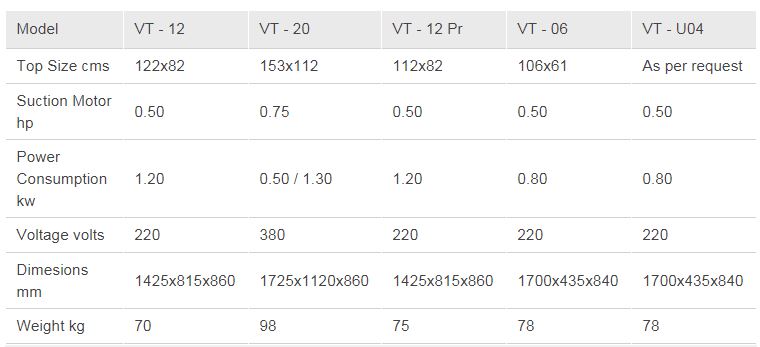 Model VT - 12 VT - 20 VT - 12 Pr VT - 06 VT - U04
Top Size cms 122x82 153x112 112x82 106x61 As per request
Suction Motor
hp 0.50 0.75 0.50 0.50 0.50
Power
Consumption 1.20 0.50 / 1.30 1.20 0.80 0.80
kw
Voltage volts 220 380 220 220 220
Dimesions
mm 1425x815x860 1725x1120x860 1425x815x860 1700x435x840 1700x435x840
Weight kg 70 98 75 78 78